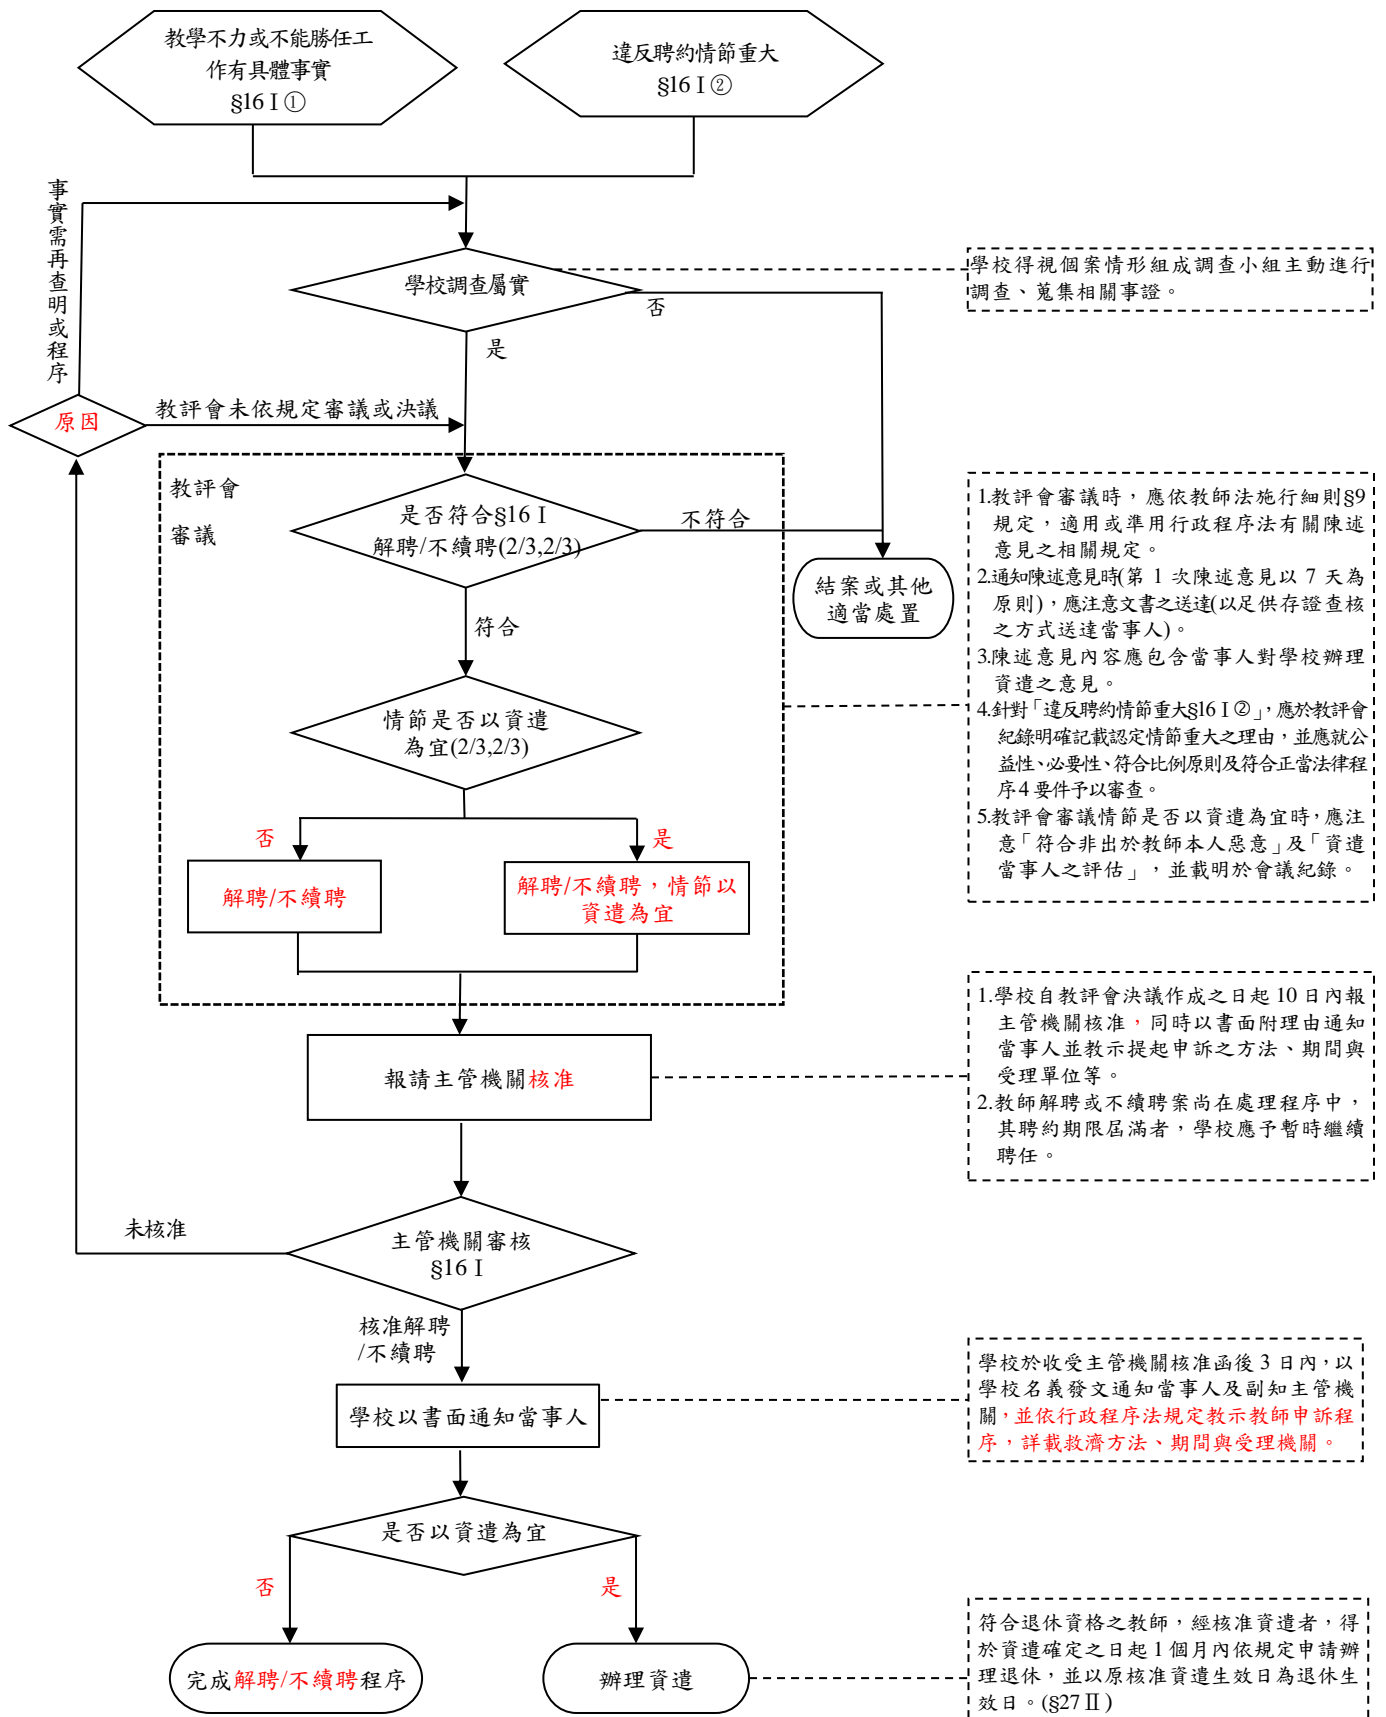 教學不力或不能勝任工
作有具體事實
§16Ⅰ①
違反聘約情節重大
§16Ⅰ②
事實需再查明或程序
學校調查屬實
學校得視個案情形組成調查小組主動進行
調查、蒐集相關事證。
否
是
原因
教評會未依規定審議或決議
教評會
審議
是否符合§16Ⅰ
解聘/不續聘(2/3,2/3)
不符合
結案或其他
適當處置
符合
情節是否以資遣
為宜(2/3,2/3)
1.教評會審議時，應依教師法施行細則§9
規定，適用或準用行政程序法有關陳述
意見之相關規定。
2.通知陳述意見時(第 1 次陳述意見以 7 天為
原則)，應注意文書之送達(以足供存證查核
之方式送達當事人)。
3.陳述意見內容應包含當事人對學校辦理
資遣之意見。
4.針對「違反聘約情節重大§16Ⅰ②」，應於教評會
紀錄明確記載認定情節重大之理由，並應就公
益性、必要性、符合比例原則及符合正當法律程
序 4 要件予以審查。
5.教評會審議情節是否以資遣為宜時，應注
意「符合非出於教師本人惡意」及「資遣
當事人之評估」，並載明於會議紀錄。
否
是
解聘/不續聘
解聘/不續聘，情節以
資遣為宜
報請主管機關核准
1.學校自教評會決議作成之日起 10 日內報
主管機關核准，同時以書面附理由通知
當事人並教示提起申訴之方法、期間與
受理單位等。
2.教師解聘或不續聘案尚在處理程序中，
其聘約期限屆滿者，學校應予暫時繼續
聘任。
未核准
主管機關審核
§16Ⅰ
核准解聘
/不續聘
學校以書面通知當事人
學校於收受主管機關核准函後 3 日內，以
學校名義發文通知當事人及副知主管機
關，並依行政程序法規定教示教師申訴程
序，詳載救濟方法、期間與受理機關。
是否以資遣為宜
否
是
完成解聘/不續聘程序
辦理資遣
符合退休資格之教師，經核准資遣者，得
於資遣確定之日起 1 個月內依規定申請辦
理退休，並以原核准資遣生效日為退休生
效日。(§27Ⅱ)